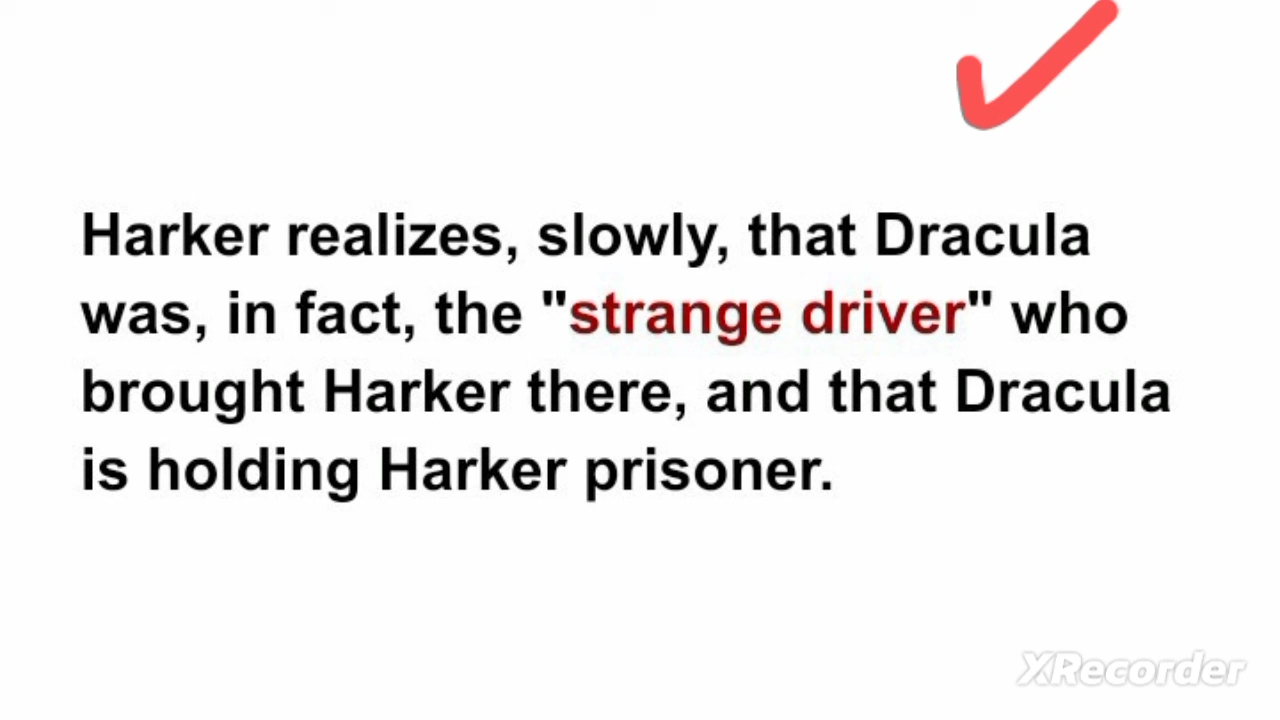 Harker realizes, slowly, that Dracula
was, in fact, the "strange driver" who
brought Harker there, and that Dracula
is holding Harker prisoner.
XRecorder